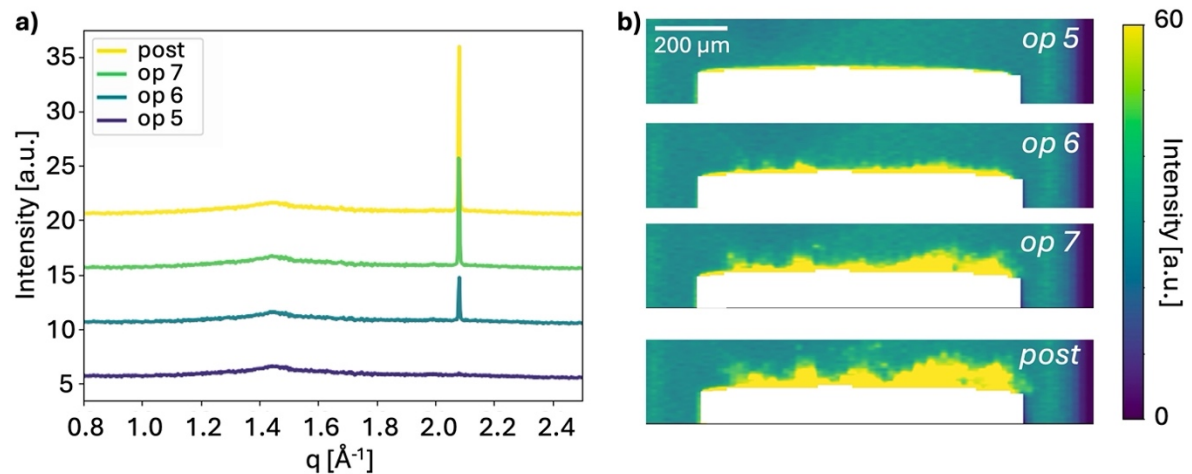 a)
35
30
25
20
15
10
5
Intensity [a.u.]
post
op 7
op 6
op 5
0.8 1.0 1.2 1.4 1.6 1.8 2.0 2.2 2.4
q [Å⁻¹]
b)
200 µm
op 5
op 6
op 7
post
60
0
Intensity [a.u.]